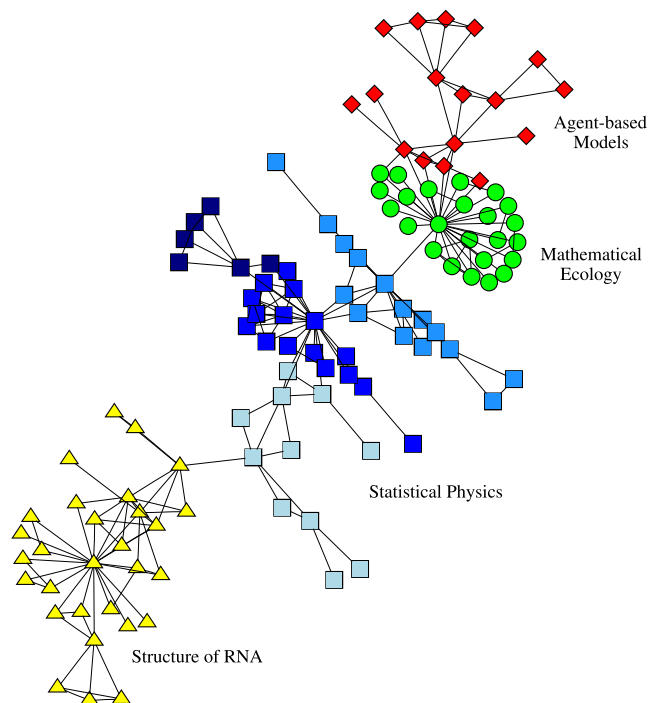 Agent-based
Models
Mathematical
Ecology
Statistical Physics
Structure of RNA